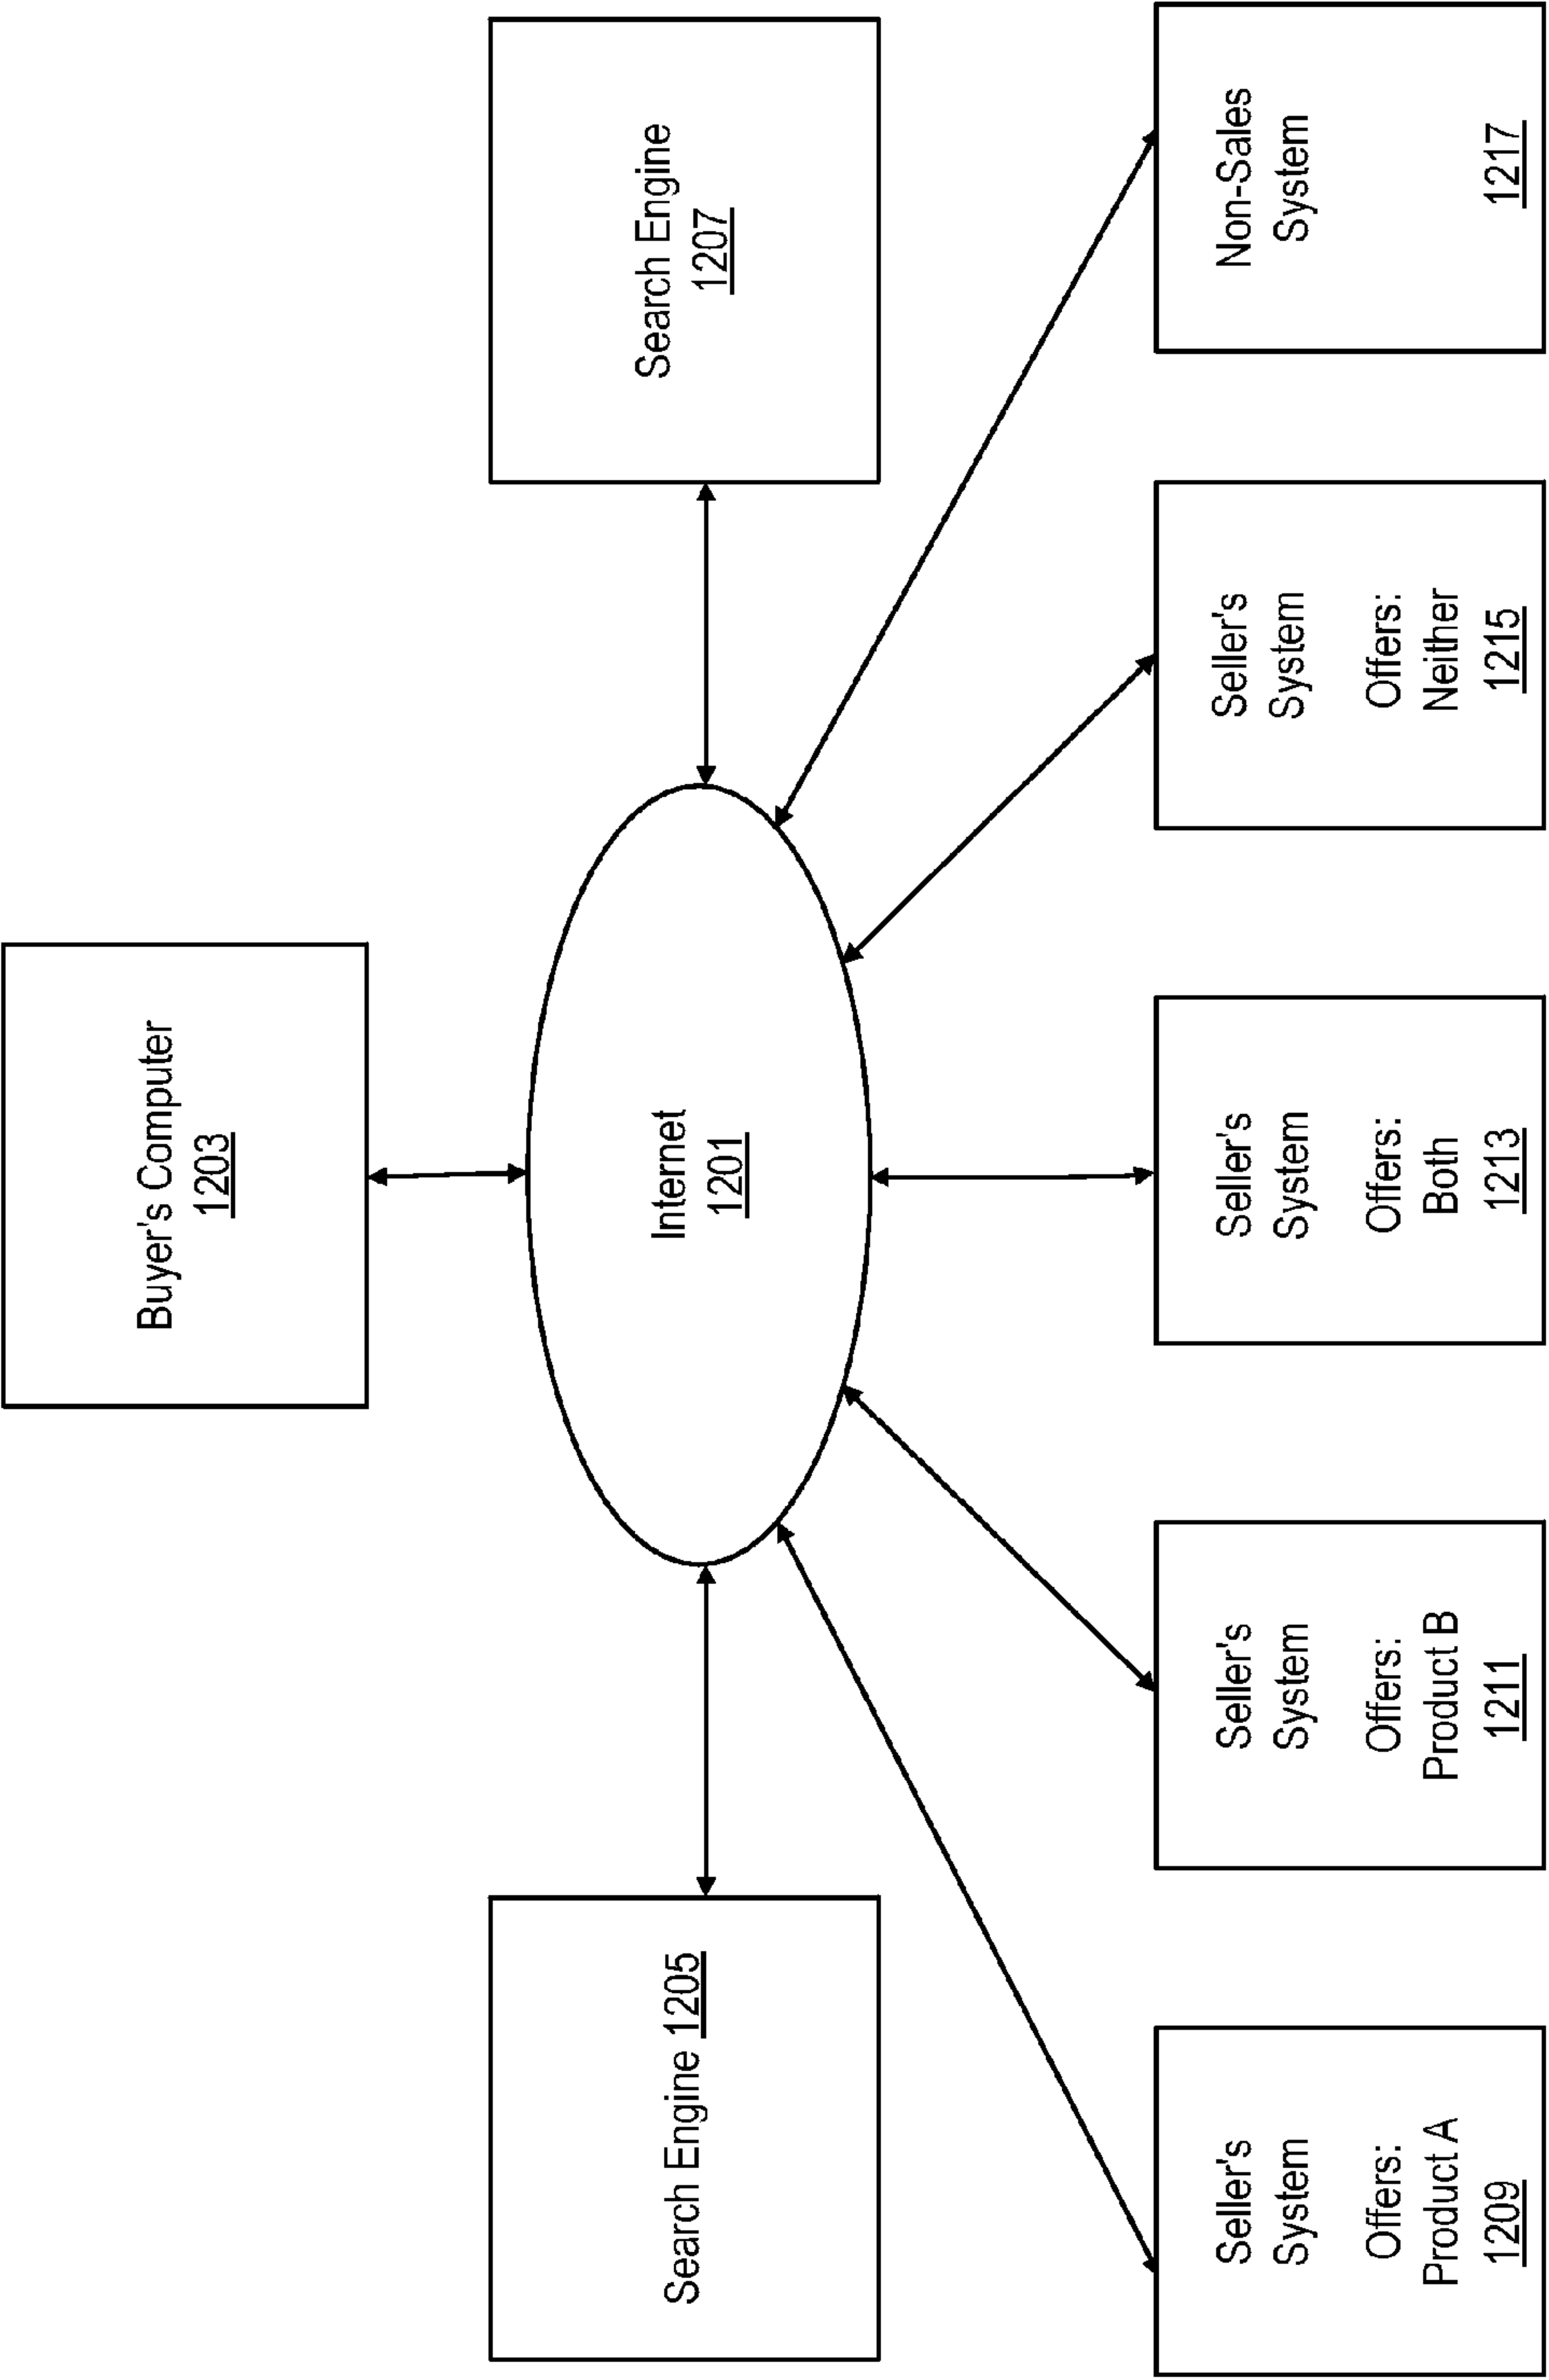 Buyer's Computer
1203
Search Engine 1205
Internet
1201
Search Engine
1207
Seller's
System
Offers:
Product A
1209
Seller's
System
Offers:
Product B
1211
Seller's
System
Offers:
Both
1213
Seller's
System
Offers:
Neither
1215
Non-Sales
System
1217